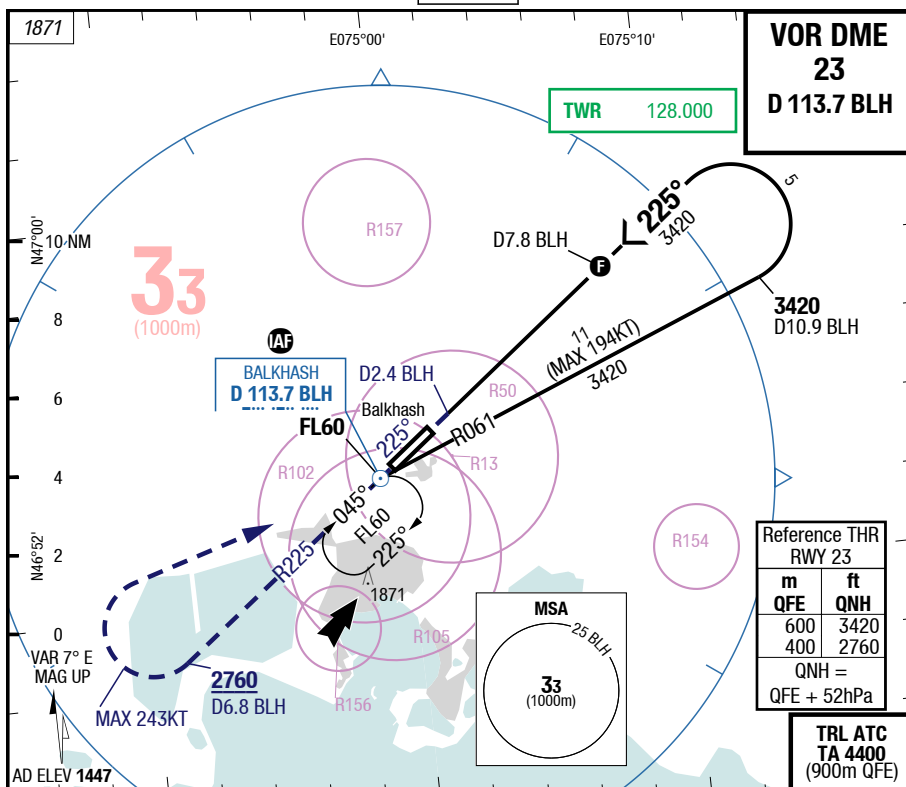 1871
E075°00'
E075°10'
VOR DME
23
D 113.7 BLH
TWR 128.000
N47°00'
10 NM
R157
D7.8 BLH
F
225°
3420
5
33
(1000m)
3420
D10.9 BLH
8
IAF
BALKHASH
D 113.7 BLH
D2.4 BLH
11
(MAX 194KT)
3420
6
R50
FL60
Balkhash
225°
R061
R102
R13
4
045°
FL60
225°
N46°52'
2
R225
R154
1871
Reference THR
RWY 23
m ft
QFE QNH
600 3420
400 2760
QNH =
QFE + 52hPa
MSA
25 BLH
33
(1000m)
0
R105
VAR 7° E
MAG UP
2760
D6.8 BLH
R156
MAX 243KT
AD ELEV 1447
TRL ATC
TA 4400
(900m QFE)